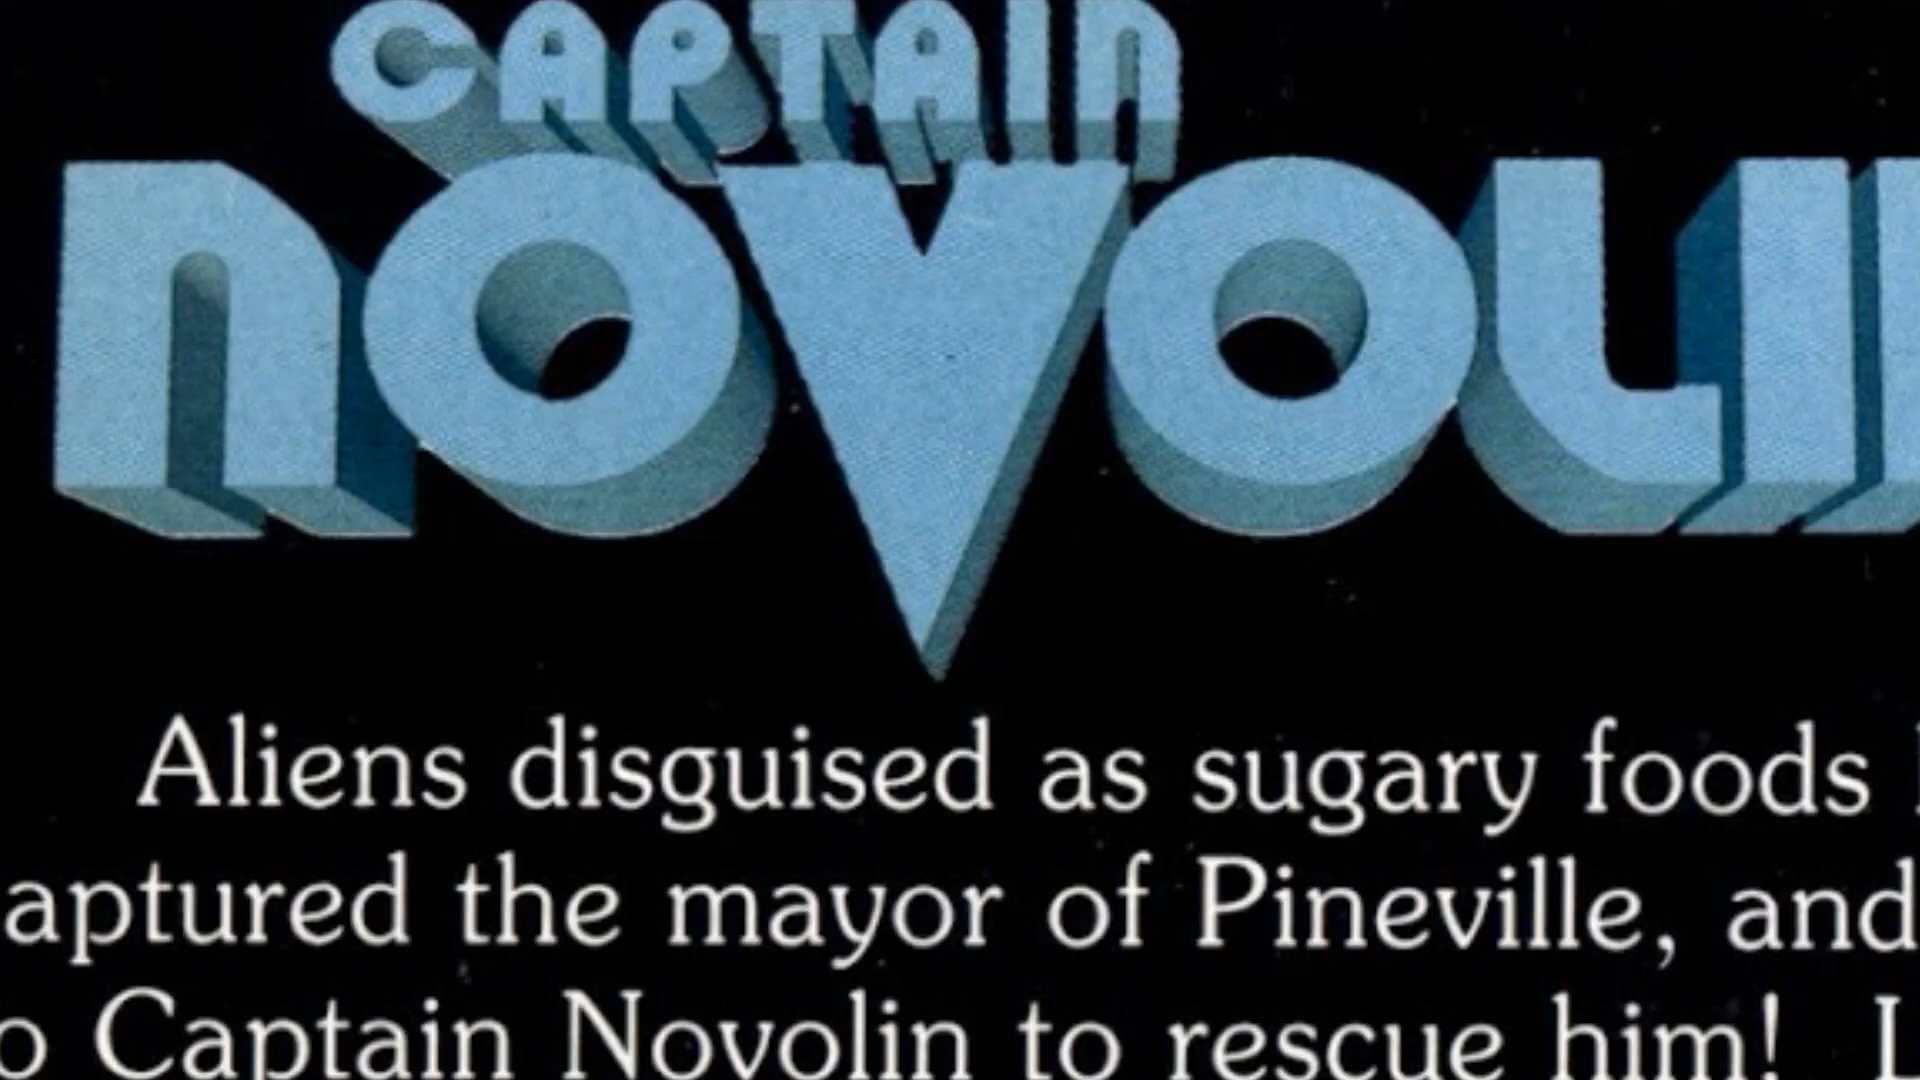 CAPTAIN
NOVOLI
Aliens disguised as sugary foods
aptured the mayor of Pineville, and
o Captain Novolin to rescue him! L